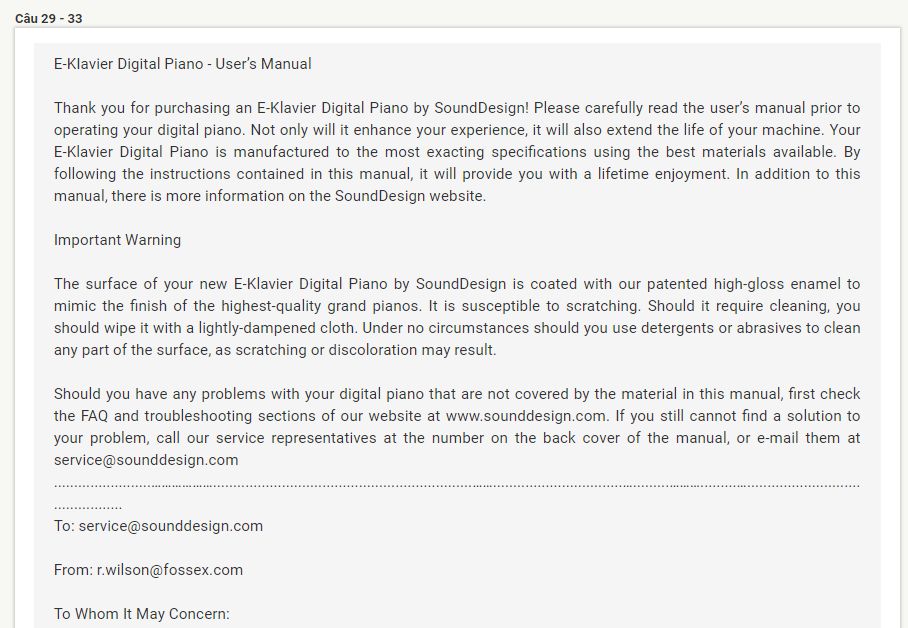 Câu 29 - 33
E-Klavier Digital Piano - User’s Manual
Thank you for purchasing an E-Klavier Digital Piano by SoundDesign! Please carefully read the user’s manual prior to
operating your digital piano. Not only will it enhance your experience, it will also extend the life of your machine. Your
E-Klavier Digital Piano is manufactured to the most exacting specifications using the best materials available. By
following the instructions contained in this manual, it will provide you with a lifetime enjoyment. In addition to this
manual, there is more information on the SoundDesign website.
Important Warning
The surface of your new E-Klavier Digital Piano by SoundDesign is coated with our patented high-gloss enamel to
mimic the finish of the highest-quality grand pianos. It is susceptible to scratching. Should it require cleaning, you
should wipe it with a lightly-dampened cloth. Under no circumstances should you use detergents or abrasives to clean
any part of the surface, as scratching or discoloration may result.
Should you have any problems with your digital piano that are not covered by the material in this manual, first check
the FAQ and troubleshooting sections of our website at www.sounddesign.com. If you still cannot find a solution to
your problem, call our service representatives at the number on the back cover of the manual, or e-mail them at
service@sounddesign.com
................................................................................................................................................................................................
.................
To: service@sounddesign.com
From: r.wilson@fossex.com
To Whom It May Concern: